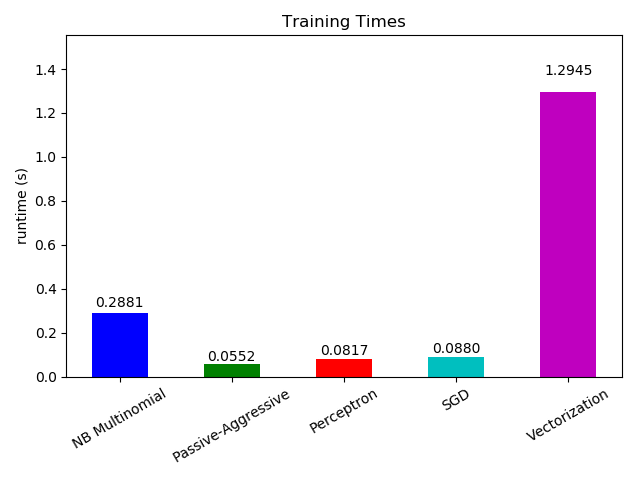 Training Times
runtime (s)
1.4
1.2
1.0
0.8
0.6
0.4
0.2
0.0
0.2881
0.0552
0.0817
0.0880
1.2945
NB Multinomial
Passive-Aggressive
Perceptron
SGD
Vectorization